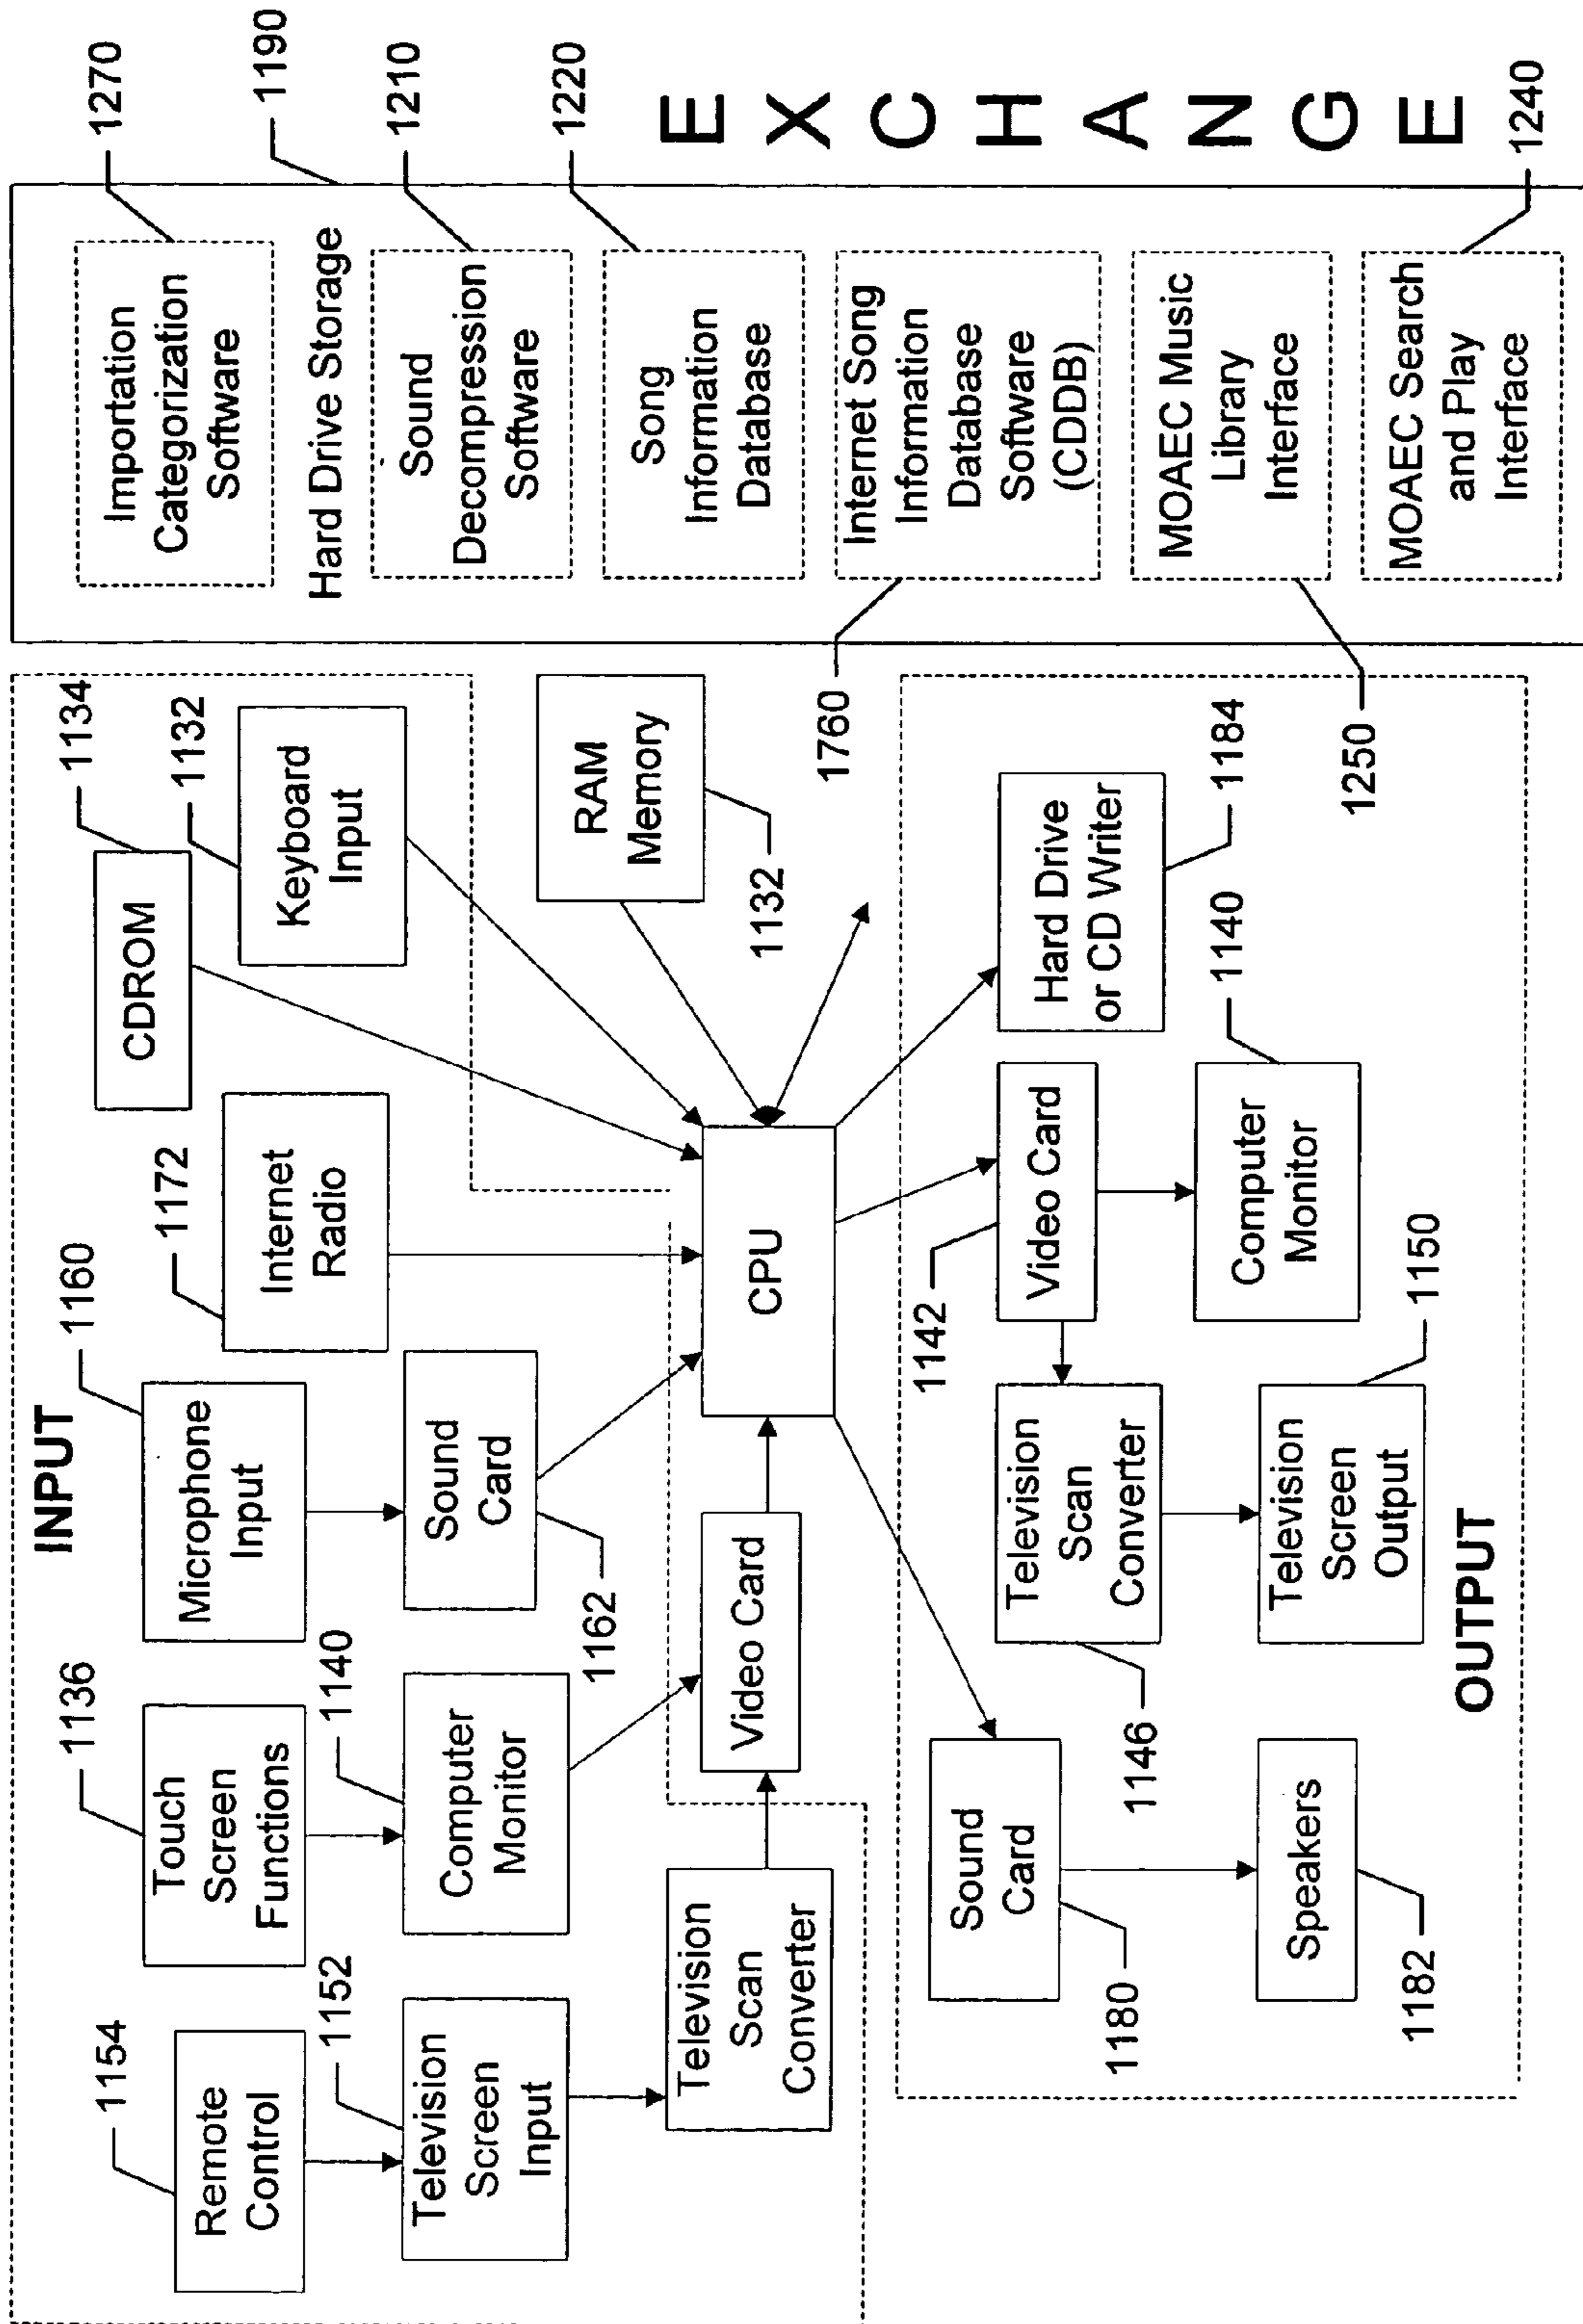 INPUT
1154
Remote
Control
1152
Television
Screen
Input
Television
Scan
Converter
1136
Touch
Screen
Functions
1140
Computer
Monitor
Video Card
1160
Microphone
Input
Sound
Card
1162
1172
Internet
Radio
1134
CDROM
1132
Keyboard
Input
CPU
RAM
Memory
1132
Sound
Card
1180
Speakers
1182
1142
Video Card
Television
Scan
Converter
1146
Television
Screen
Output
1150
Computer
Monitor
1140
Hard Drive
or CD Writer
1184
OUTPUT
1270
Importation
Categorization
Software
1190
Hard Drive Storage
1210
Sound
Decompression
Software
1220
Song
Information
Database
1760
Internet Song
Information
Database
Software
(CDDB)
1250
MOAEC Music
Library
Interface
MOAEC Search
and Play
Interface
1240
EXCHANGE